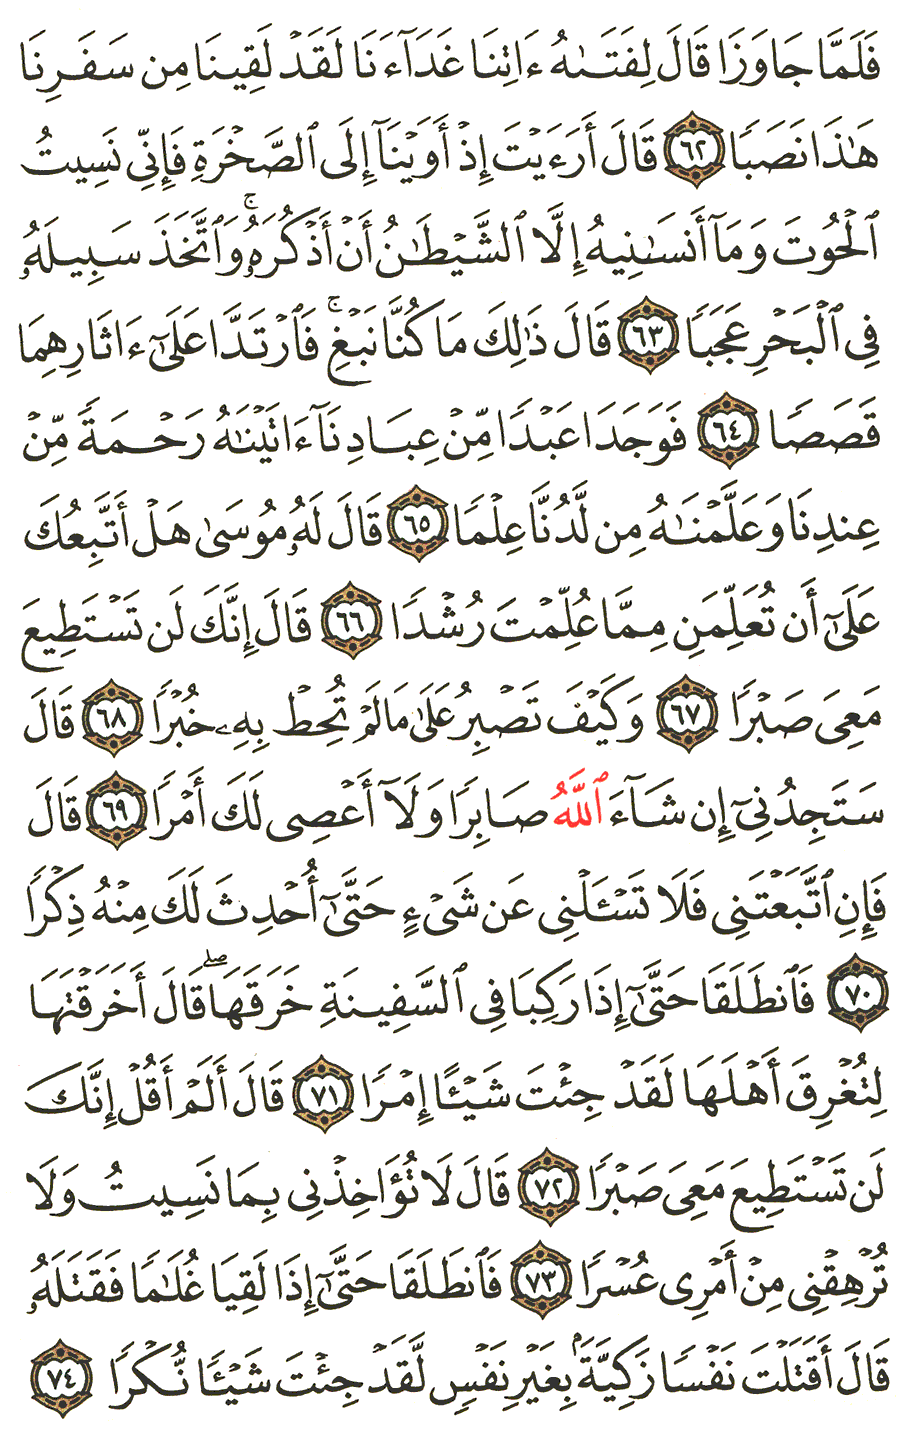 فَلَمَّا جَاوَزَا قَالَ لِفَتَىٰهُ ءَاتِنَا غَدَآءَنَا لَقَدْ لَقِينَا مِن سَفَرِنَا
هَٰذَا نَصَبًا ٦٢ قَالَ أَرَءَيْتَ إِذْ أَوَيْنَآ إِلَى ٱلصَّخْرَةِ فَإِنِّى نَسِيتُ
ٱلْحُوتَ وَمَآ أَنسَىٰنِيهُ إِلَّا ٱلشَّيْطَٰنُ أَنْ أَذْكُرَهُۥ ۚ وَٱتَّخَذَ سَبِيلَهُۥ
فِى ٱلْبَحْرِ عَجَبًا ٦٣ قَالَ ذَٰلِكَ مَا كُنَّا نَبْغِ ۚ فَٱرْتَدَّا عَلَىٰٓ ءَاثَارِهِمَا
قَصَصًا ٦٤ فَوَجَدَا عَبْدًا مِّنْ عِبَادِنَآ ءَاتَيْنَٰهُ رَحْمَةً مِّنْ
عِندِنَا وَعَلَّمْنَٰهُ مِن لَّدُنَّا عِلْمًا ٦٥ قَالَ لَهُۥ مُوسَىٰ هَلْ أَتَّبِعُكَ
عَلَىٰٓ أَن تُعَلِّمَنِ مِمَّا عُلِّمْتَ رُشْدًا ٦٦ قَالَ إِنَّكَ لَن تَسْتَطِيعَ
مَعِىَ صَبْرًا ٦٧ وَكَيْفَ تَصْبِرُ عَلَىٰ مَا لَمْ تُحِطْ بِهِۦ خُبْرًا ٦٨ قَالَ
سَتَجِدُنِىٓ إِن شَآءَ ٱللَّهُ صَابِرًا وَلَآ أَعْصِى لَكَ أَمْرًا ٦٩ قَالَ
فَإِنِ ٱتَّبَعْتَنِى فَلَا تَسْـَٔلْنِى عَن شَىْءٍ حَتَّىٰٓ أُحْدِثَ لَكَ مِنْهُ ذِكْرًا
٧٠ فَٱنطَلَقَا حَتَّىٰٓ إِذَا رَكِبَا فِى ٱلسَّفِينَةِ خَرَقَهَا ۖ قَالَ أَخَرَقْتَهَا
لِتُغْرِقَ أَهْلَهَا لَقَدْ جِئْتَ شَيْـًٔا إِمْرًا ٧١ قَالَ أَلَمْ أَقُلْ إِنَّكَ
لَن تَسْتَطِيعَ مَعِىَ صَبْرًا ٧٢ قَالَ لَا تُؤَاخِذْنِى بِمَا نَسِيتُ وَلَا
تُرْهِقْنِى مِنْ أَمْرِى عُسْرًا ٧٣ فَٱنطَلَقَا حَتَّىٰٓ إِذَا لَقِيَا غُلَٰمًا فَقَتَلَهُۥ
قَالَ أَقَتَلْتَ نَفْسًا زَكِيَّةًۢ بِغَيْرِ نَفْسٍ لَّقَدْ جِئْتَ شَيْـًٔا نُّكْرًا ٧٤